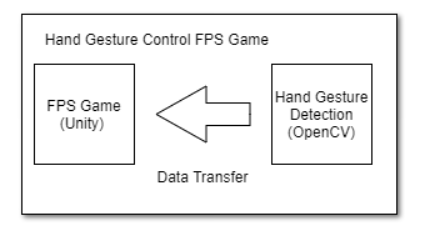 Hand Gesture Control FPS Game
FPS Game
(Unity)
Hand Gesture
Detection
(OpenCV)
Data Transfer